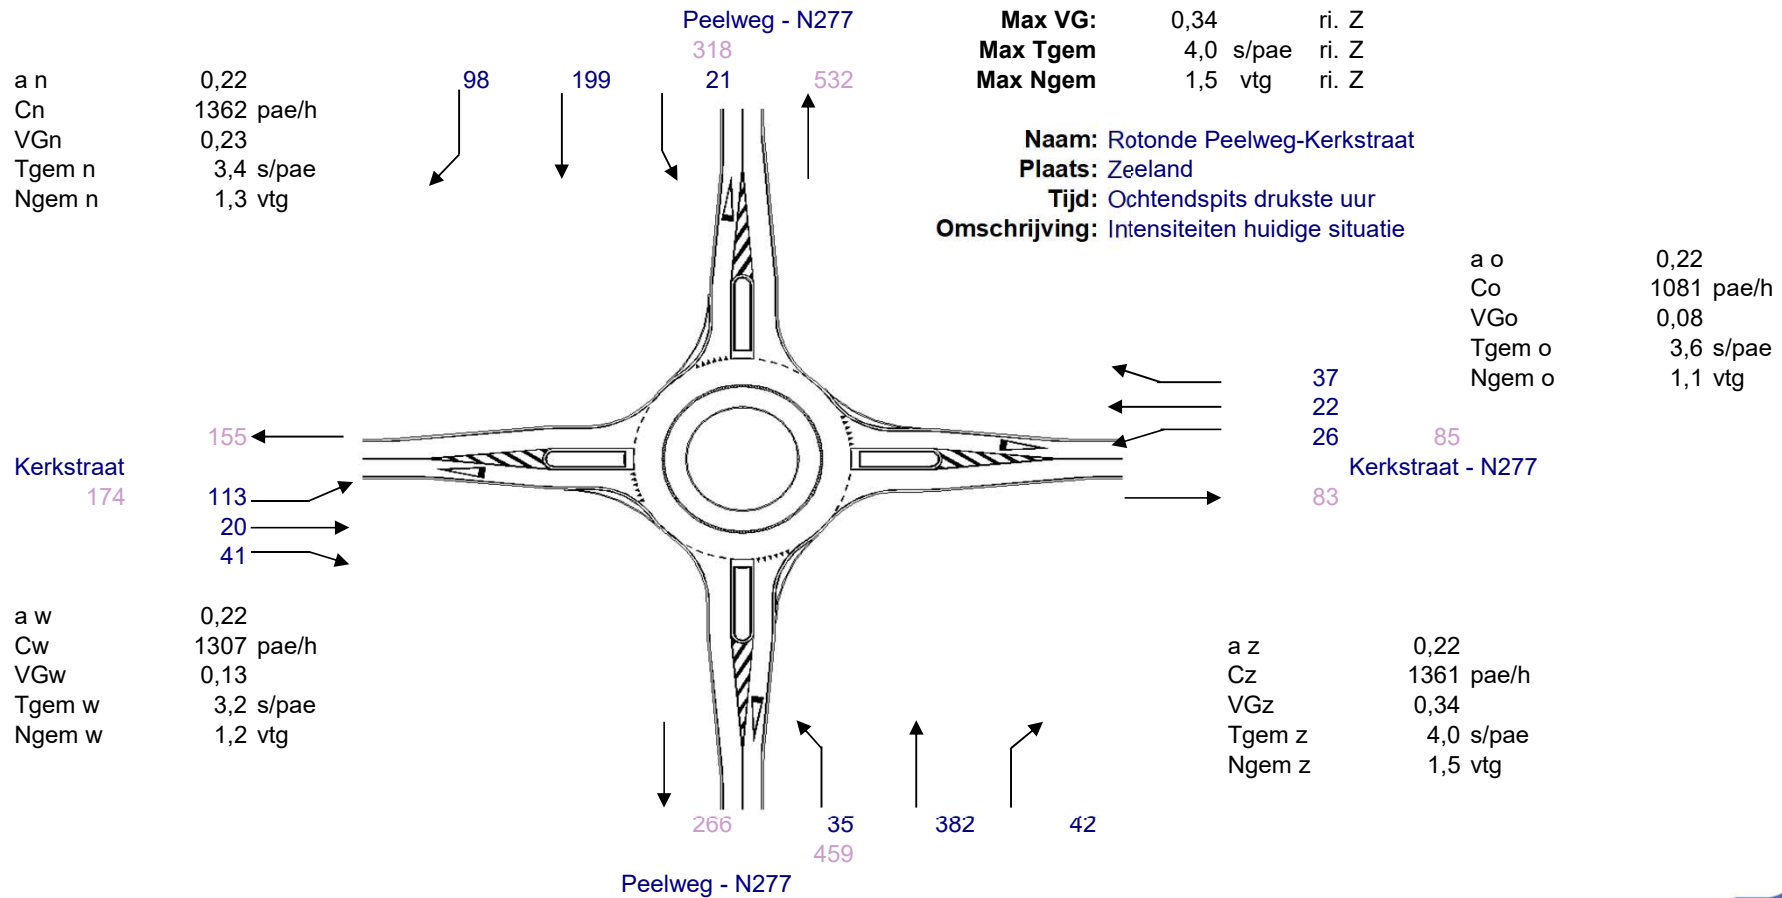 Peelweg - N277
318
98 199 21 532
a n 0,22
Cn 1362 pae/h
VGn 0,23
Tgem n 3,4 s/pae
Ngem n 1,3 vtg
Max VG: 0,34 ri. Z
Max Tgem 4,0 s/pae ri. Z
Max Ngem 1,5 vtg ri. Z
Naam: Rotonde Peelweg-Kerkstraat
Plaats: Zeeland
Tijd: Ochtendspits drukste uur
Omschrijving: Intensiteiten huidige situatie
a o 0,22
Co 1081 pae/h
VGo 0,08
Tgem o 3,6 s/pae
Ngem o 1,1 vtg
37
22
26 85
Kerkstraat - N277
83
155
Kerkstraat
174 113
20
41
a w 0,22
Cw 1307 pae/h
VGw 0,13
Tgem w 3,2 s/pae
Ngem w 1,2 vtg
a z 0,22
Cz 1361 pae/h
VGz 0,34
Tgem z 4,0 s/pae
Ngem z 1,5 vtg
266 35 382 42
459
Peelweg - N277